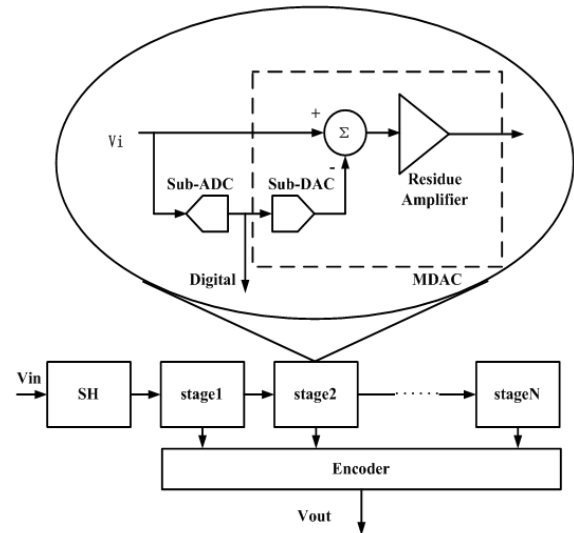 +
Σ
Vi
-
Sub-ADC
Sub-DAC
Residue
Amplifier
Digital
MDAC
Vin
SH
stage1
stage2
......
stageN
Encoder
Vout